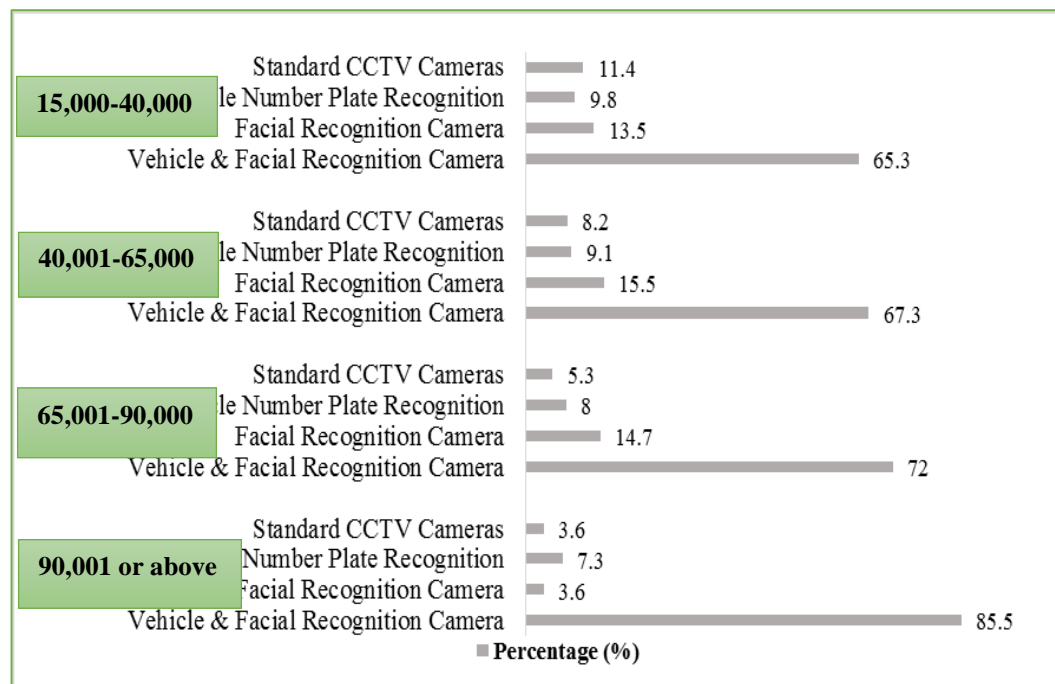 Standard CCTV Cameras 11.4
15,000-40,000 le Number Plate Recognition 9.8
Facial Recognition Camera 13.5
Vehicle & Facial Recognition Camera 65.3
Standard CCTV Cameras 8.2
40,001-65,000 le Number Plate Recognition 9.1
Facial Recognition Camera 15.5
Vehicle & Facial Recognition Camera 67.3
Standard CCTV Cameras 5.3
65,001-90,000 le Number Plate Recognition 8
Facial Recognition Camera 14.7
Vehicle & Facial Recognition Camera 72
Standard CCTV Cameras 3.6
90,001 or above Number Plate Recognition 7.3
Facial Recognition Camera 3.6
Vehicle & Facial Recognition Camera 85.5
Percentage (%)